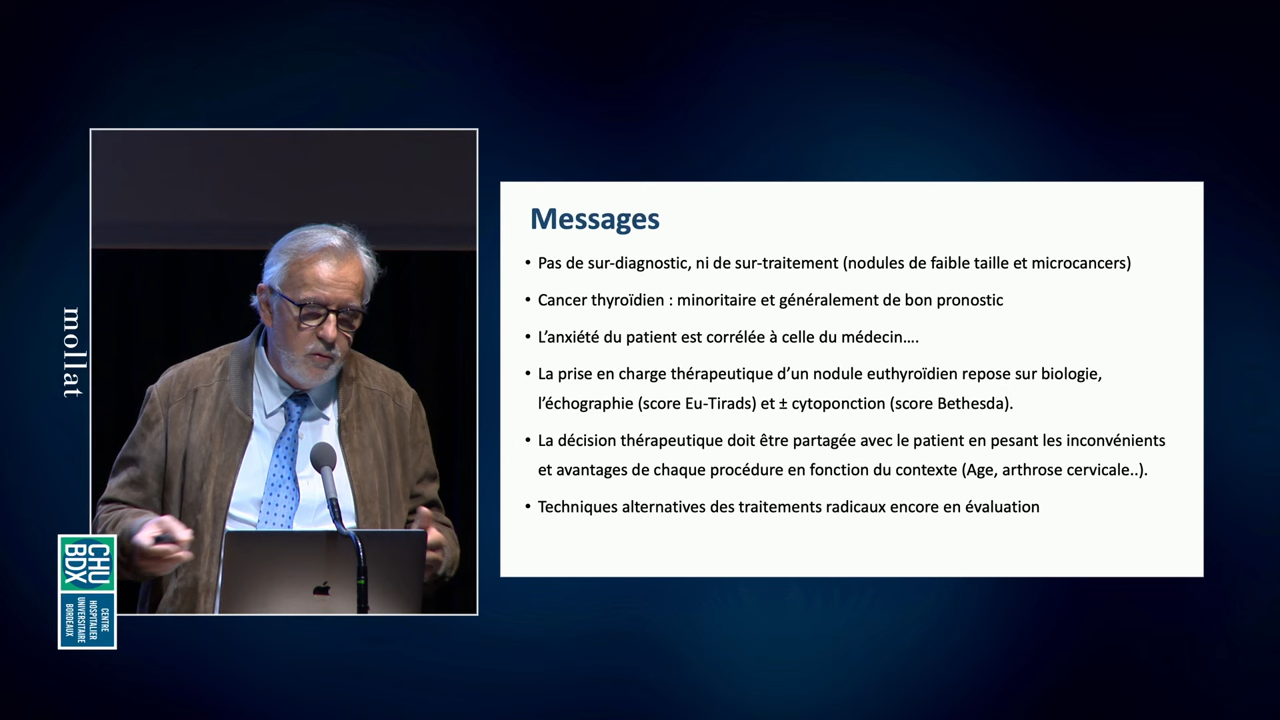 mollat
CHU
BDX
CENTRE
HOSPITALIER
UNIVERSITAIRE
BORDEAUX
Messages
• Pas de sur-diagnostic, ni de sur-traitement (nodules de faible taille et microcancers)
• Cancer thyroïdien : minoritaire et généralement de bon pronostic
• L’anxiété du patient est corrélée à celle du médecin....
• La prise en charge thérapeutique d’un nodule euthyroïdien repose sur biologie,
l’échographie (score Eu-Tirads) et ± cytoponction (score Bethesda).
• La décision thérapeutique doit être partagée avec le patient en pesant les inconvénients
et avantages de chaque procédure en fonction du contexte (Age, arthrose cervicale..).
• Techniques alternatives des traitements radicaux encore en évaluation